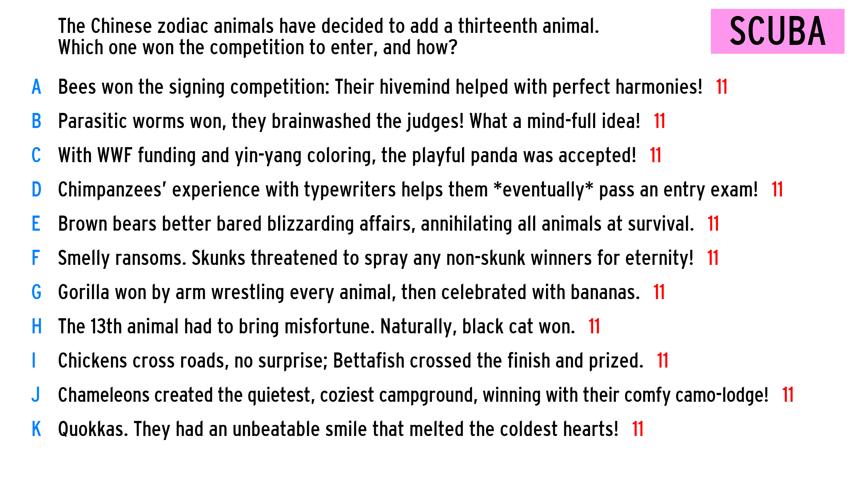 The Chinese zodiac animals have decided to add a thirteenth animal.
Which one won the competition to enter, and how?
SCUBA
A Bees won the signing competition: Their hivemind helped with perfect harmonies! 11
B Parasitic worms won, they brainwashed the judges! What a mind-full idea! 11
C With WWF funding and yin-yang coloring, the playful panda was accepted! 11
D Chimpanzees' experience with typewriters helps them *eventually* pass an entry exam! 11
E Brown bears better bared blizzarding affairs, annihilating all animals at survival. 11
F Smelly ransoms. Skunks threatened to spray any non-skunk winners for eternity! 11
G Gorilla won by arm wrestling every animal, then celebrated with bananas. 11
H The 13th animal had to bring misfortune. Naturally, black cat won. 11
I Chickens cross roads, no surprise; Bettafish crossed the finish and prized. 11
J Chameleons created the quietest, coziest campground, winning with their comfy camo-lodge! 11
K Quokkas. They had an unbeatable smile that melted the coldest hearts! 11